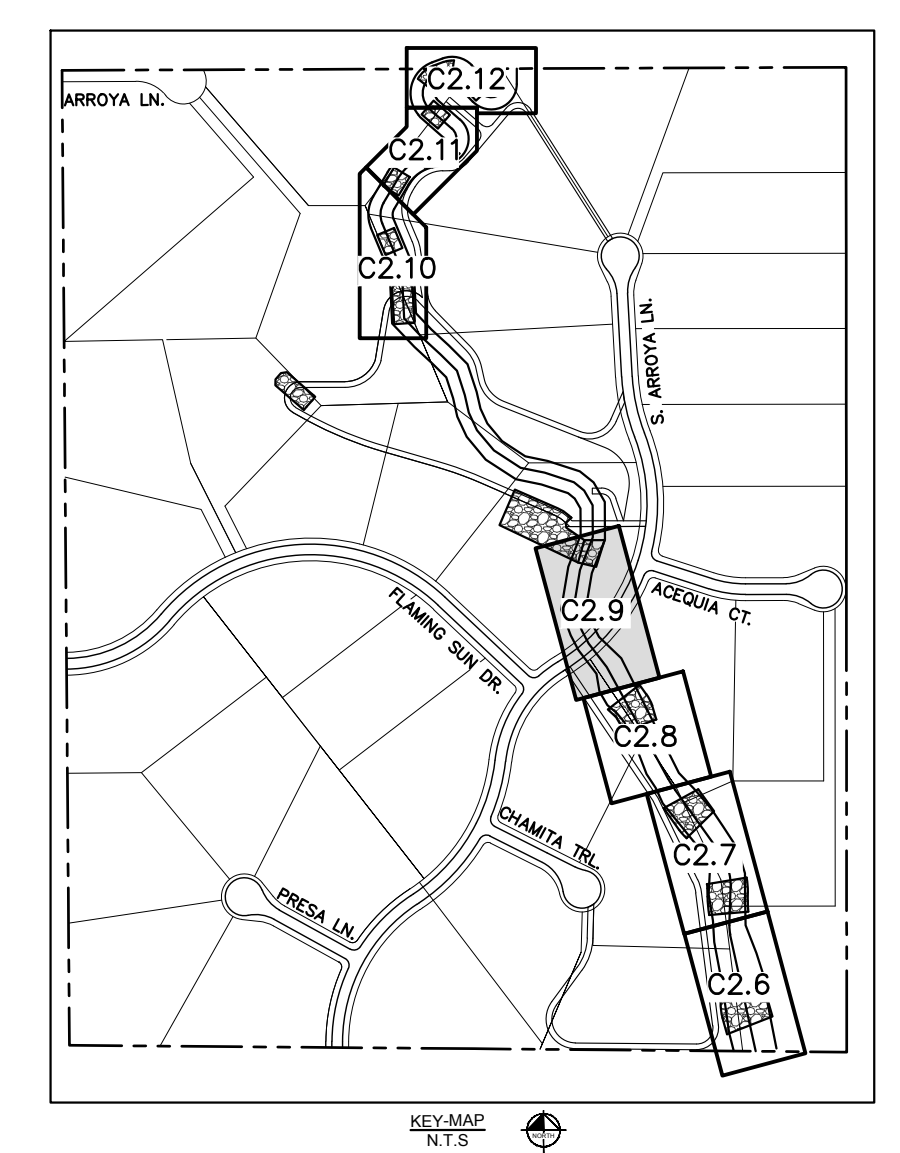 C2.12
ARROYA LN.
C2.11
C2.10
S. ARROYA LN.
ACEQUIA CT.
C2.9
FLAMING SUN DR.
C2.8
CHAMITA TRL.
C2.7
PRESA LN.
C2.6
KEY-MAP
N.T.S
NORTH